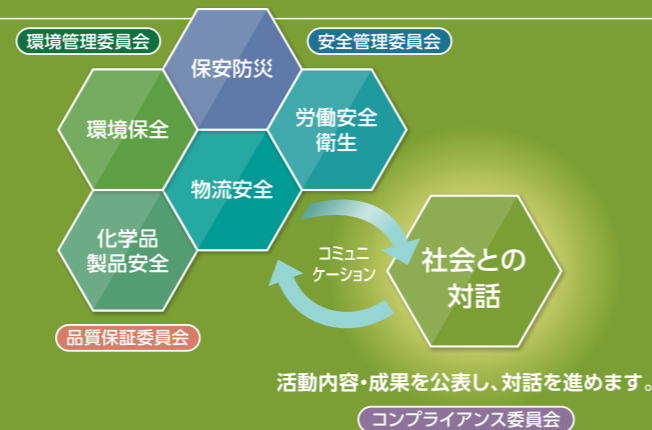 環境管理委員会
安全管理委員会
保安防災
環境保全
労働安全
衛生
物流安全
化学品
製品安全
コミュニ
ケーション
社会との
対話
品質保証委員会
活動内容・成果を公表し、対話を進めます。
コンプライアンス委員会